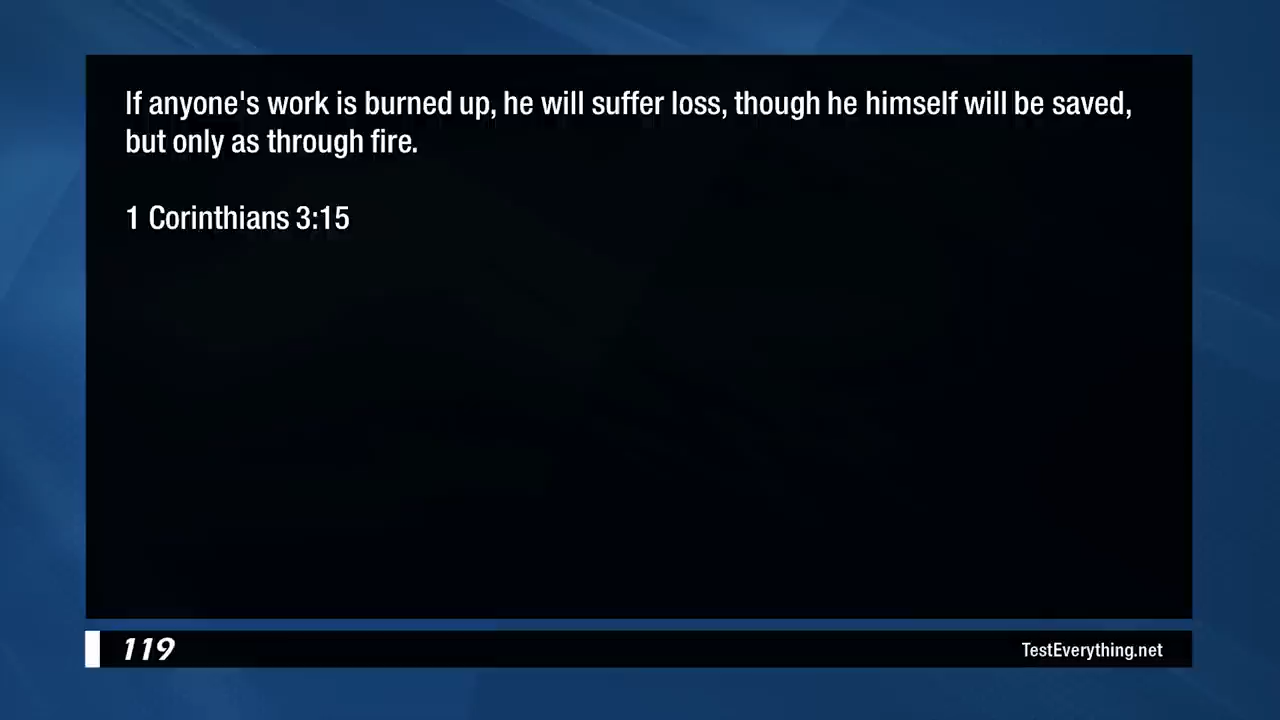 If anyone's work is burned up, he will suffer loss, though he himself will be saved,
but only as through fire.
1 Corinthians 3:15
119
TestEverything.net